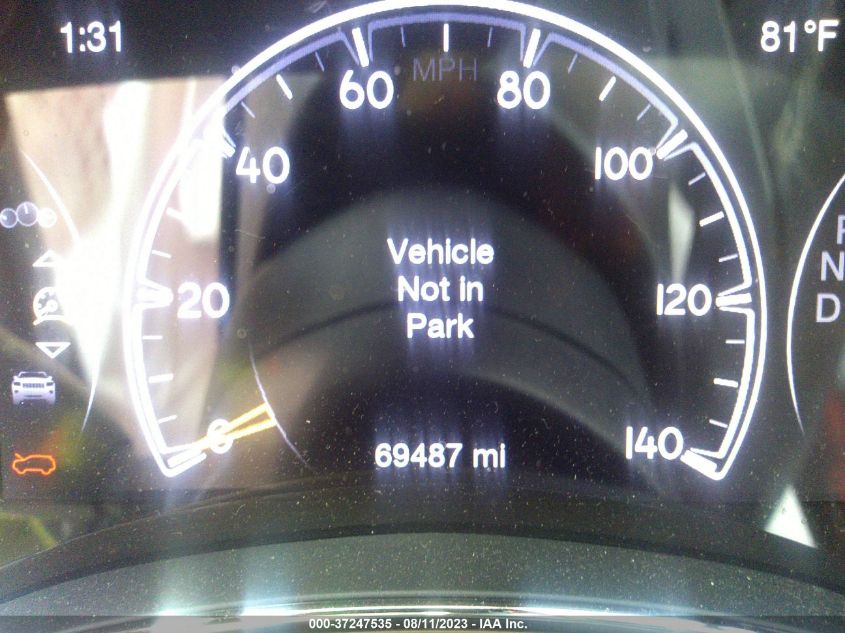 1:31
81°F
MPH
60 80
40 100
20 120
0 140
Vehicle
Not in
Park
69487 mi
N
D
000-37247535 - 08/11/2023 - IAA Inc.